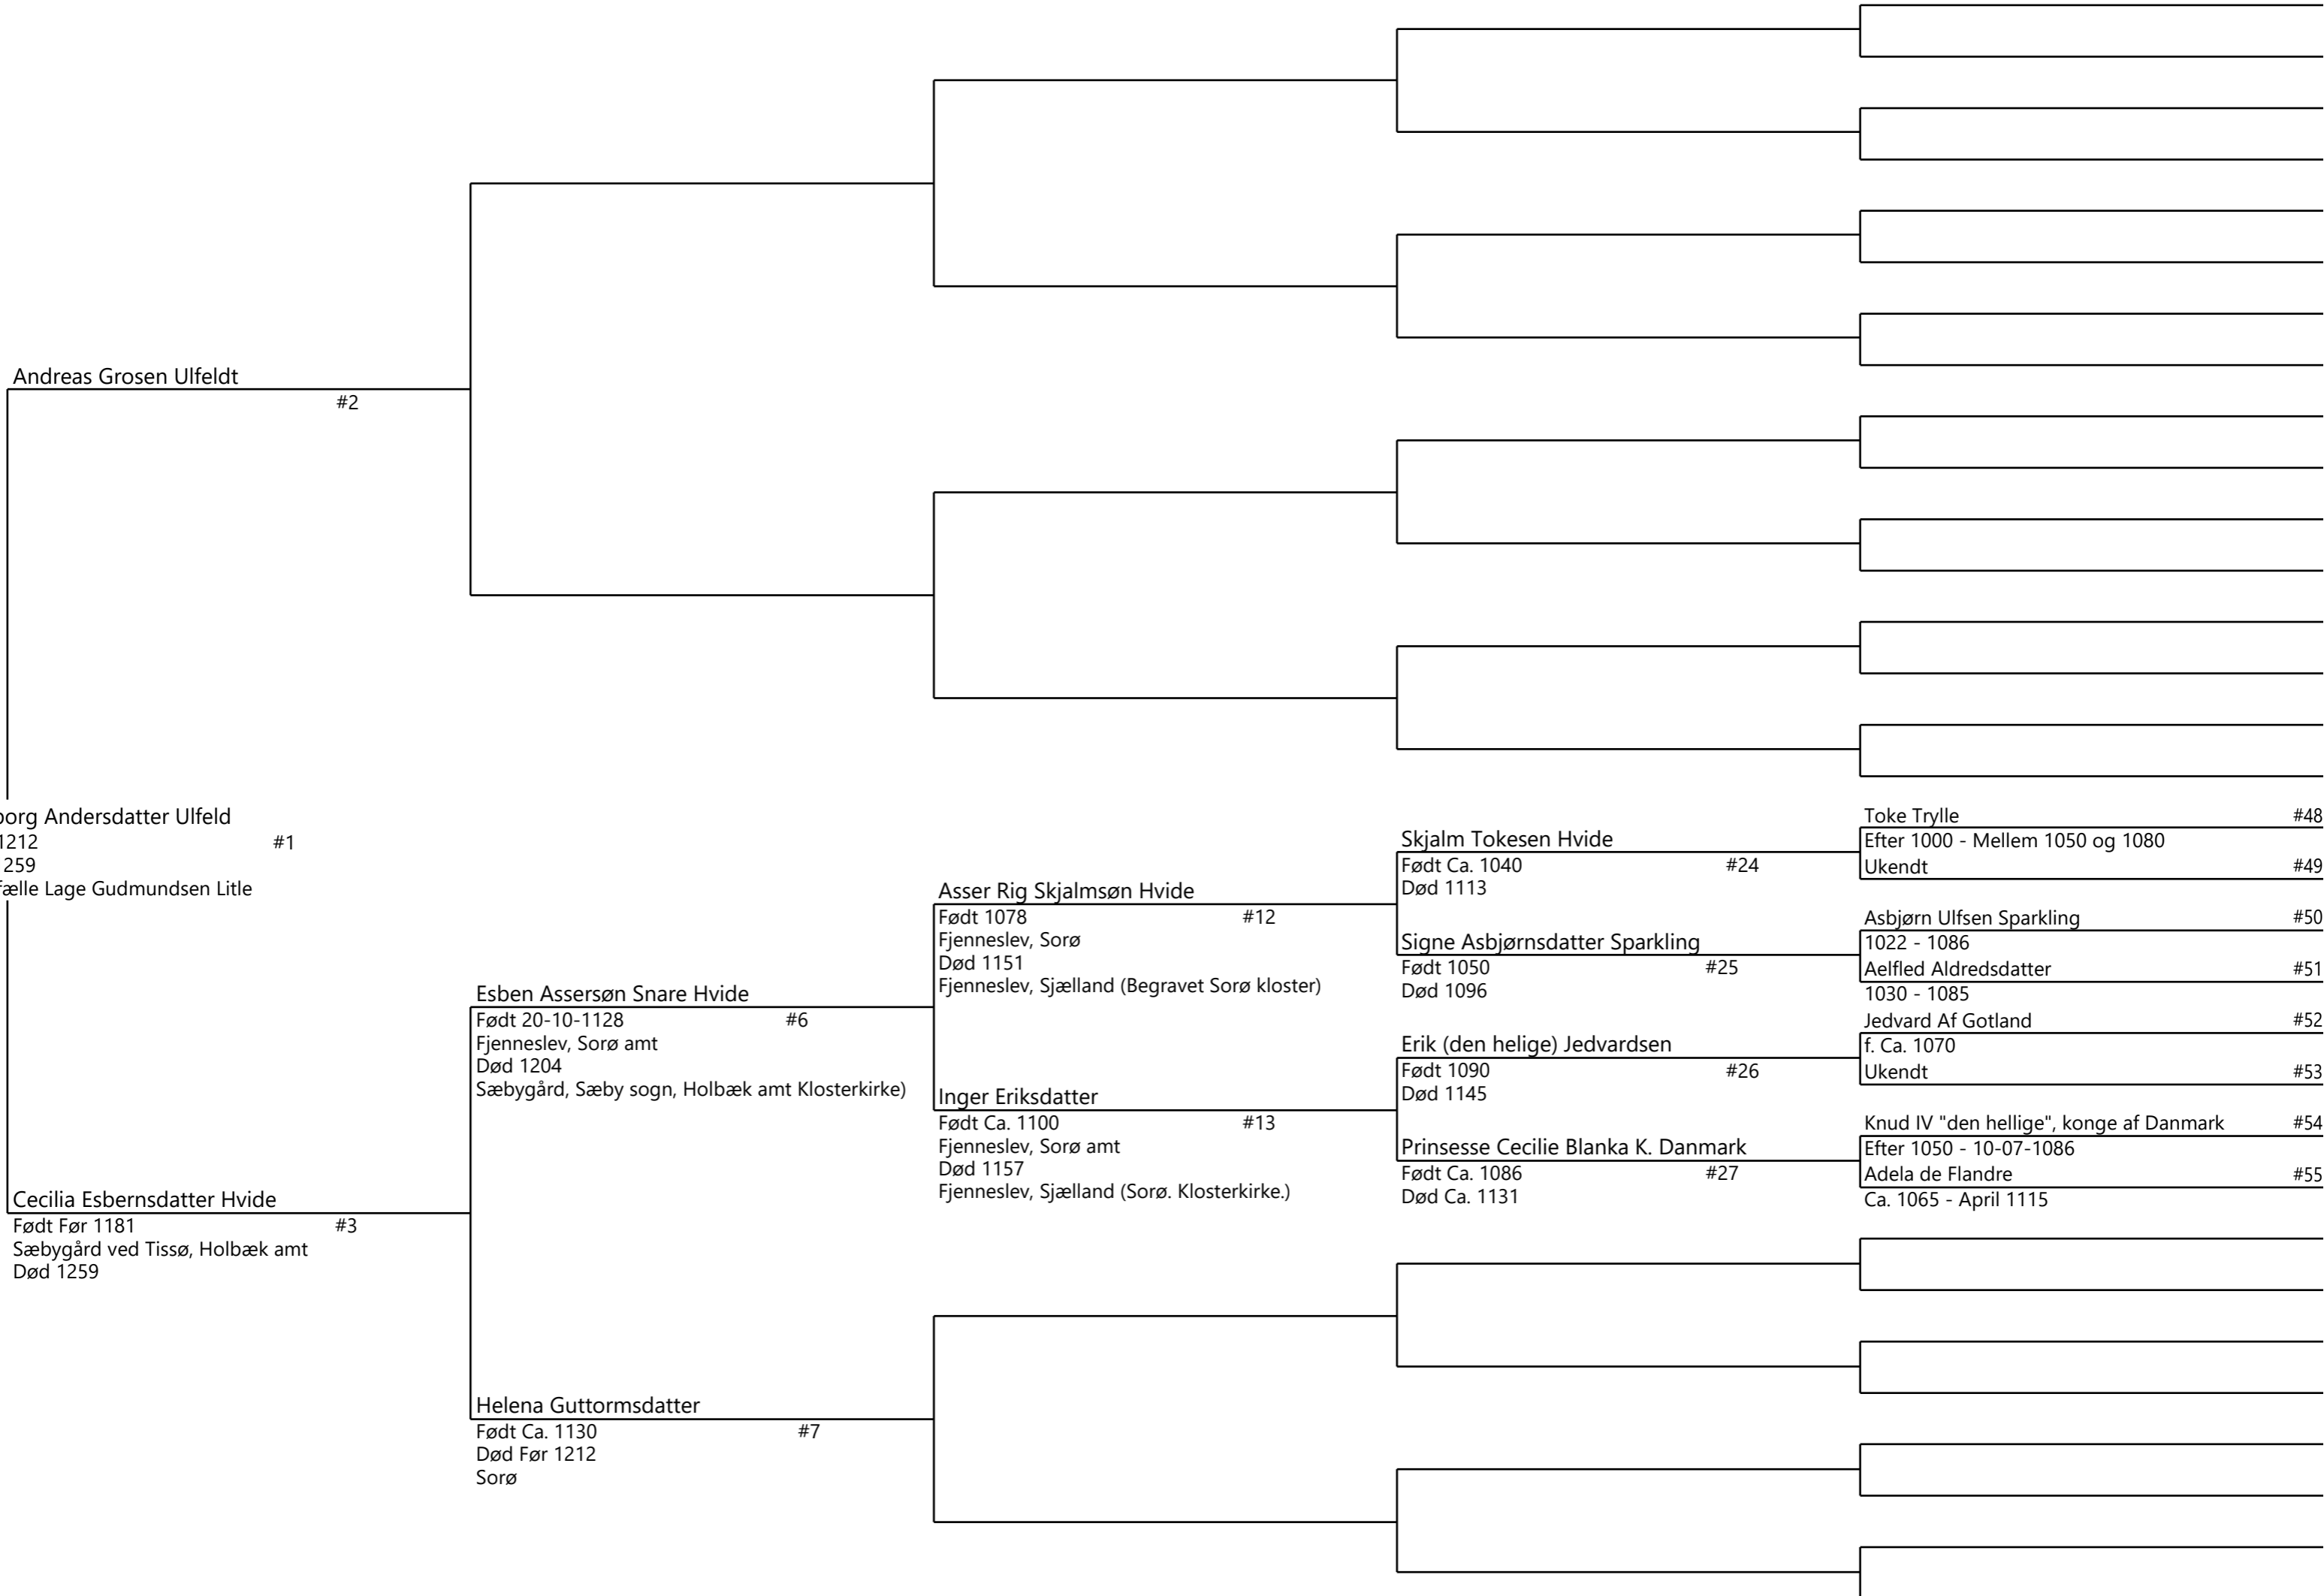 Andreas Grosen Ulfeldt
#2
Andersdatter Ulfeld
1212 #1
Lage Gudmundsen Litle
Cecilia Esbernsdatter Hvide
Født Før 1181 #3
Sæbygård ved Tissø, Holbæk amt
Død 1259
Esben Assersøn Snare Hvide
Født 20-10-1128 #6
Fjenneslev, Sorø amt
Død 1204
Sæbygård, Sæby sogn, Holbæk amt Klosterkirke)
Helena Guttormsdatter
Født Ca. 1130 #7
Død Før 1212
Sorø
Asser Rig Skjalmsøn Hvide
Født 1078 #12
Fjenneslev, Sorø
Død 1151
Fjenneslev, Sjælland (Begravet Sorø kloster)
Inger Eriksdatter
Født Ca. 1100 #13
Fjenneslev, Sorø amt
Død 1157
Fjenneslev, Sjælland (Sorø. Klosterkirke.)
Skjalm Tokesen Hvide
Født Ca. 1040 #24
Død 1113
Signe Asbjørnsdatter Sparkling
Født 1050 #25
Død 1096
Erik (den helige) Jedvardsen
Født 1090 #26
Død 1145
Prinsesse Cecilie Blanka K. Danmark
Født Ca. 1086 #27
Død Ca. 1131
Toke Trylle #48
Efter 1000 - Mellem 1050 og 1080
Ukendt #49
Asbjørn Ulfsen Sparkling #50
1022 - 1086
Aelfled Aldredsdatter #51
1030 - 1085
Jedvard Af Gotland #52
f. Ca. 1070
Ukendt #53
Knud IV "den hellige", konge af Danmark #54
Efter 1050 - 10-07-1086
Adela de Flandre #55
Ca. 1065 - April 1115